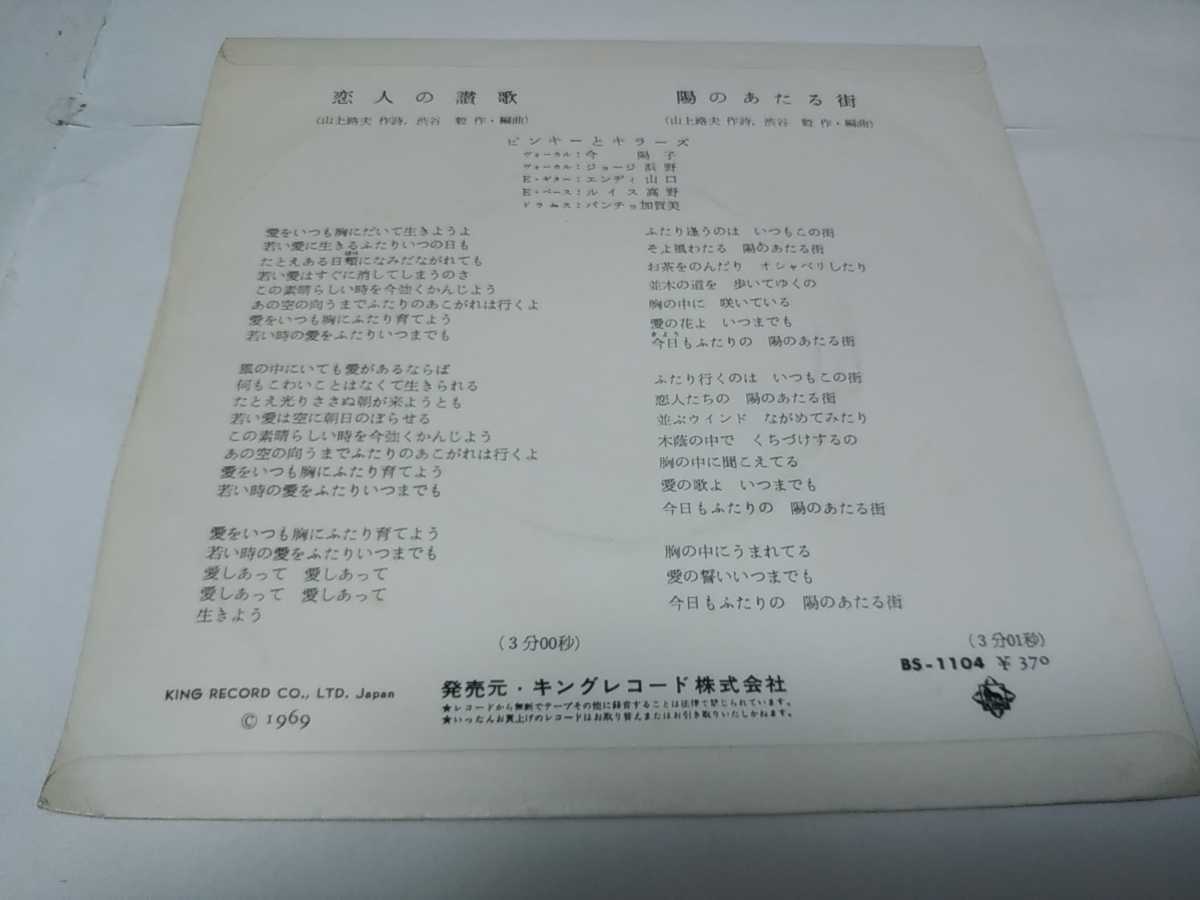 恋人の讃歌
(山上路夫 作詩, 渋谷 毅 作・編曲)
陽のあたる街
(山上路夫 作詩, 渋谷 毅 作・編曲)
ピンキーとキラーズ
ヴォーカル：今 陽子
ヴォーカル：ジョージ浜野
E・ギター：エンディ山口
E・ベース：ルイス高野
ドラムス：パンチョ加賀美
愛をいつも胸にだいて生きようよ
若い愛に生きるふたりいつの日も
たとえある日頬になみだながれても
若い愛はすぐに消してしまうのさ
この素晴らしい時を今強くかんじよう
あの空の向うまでふたりのあこがれは行くよ
愛をいつも胸にふたり育てよう
若い時の愛をふたりいつまでも
風の中にいても愛があるならば
何もこわいことはなくて生きられる
たとえ光りささぬ朝が来ようとも
若い愛は空に朝日のぼらせる
この素晴らしい時を今強くかんじよう
あの空の向うまでふたりのあこがれは行くよ
愛をいつも胸にふたり育てよう
若い時の愛をふたりいつまでも
愛をいつも胸にふたり育てよう
若い時の愛をふたりいつまでも
愛しあって 愛しあって
愛しあって 愛しあって
生きよう
(3分00秒)
ふたり逢うのは いつもこの街
そよ風わたる 陽のあたる街
お茶をのんだり オシャベリしたり
並木の道を 歩いてゆくの
胸の中に 咲いている
愛の花よ いつまでも
今日もふたりの 陽のあたる街
ふたり行くのは いつもこの街
恋人たちの 陽のあたる街
並ぶウインド ながめてみたり
木蔭の中で くちづけするの
胸の中に聞こえてる
愛の歌よ いつまでも
今日もふたりの 陽のあたる街
胸の中にうまれてる
愛の誓いいつまでも
今日もふたりの 陽のあたる街
(3分01秒)
BS-1104 ¥370
KING RECORD CO., LTD. Japan
© 1969
発売元・キングレコード株式会社
★レコードから無断でテープその他に録音することは法律で禁じられています。
★いったんお買上げのレコードはお取り替えまたはお引き取りいたしかねます。